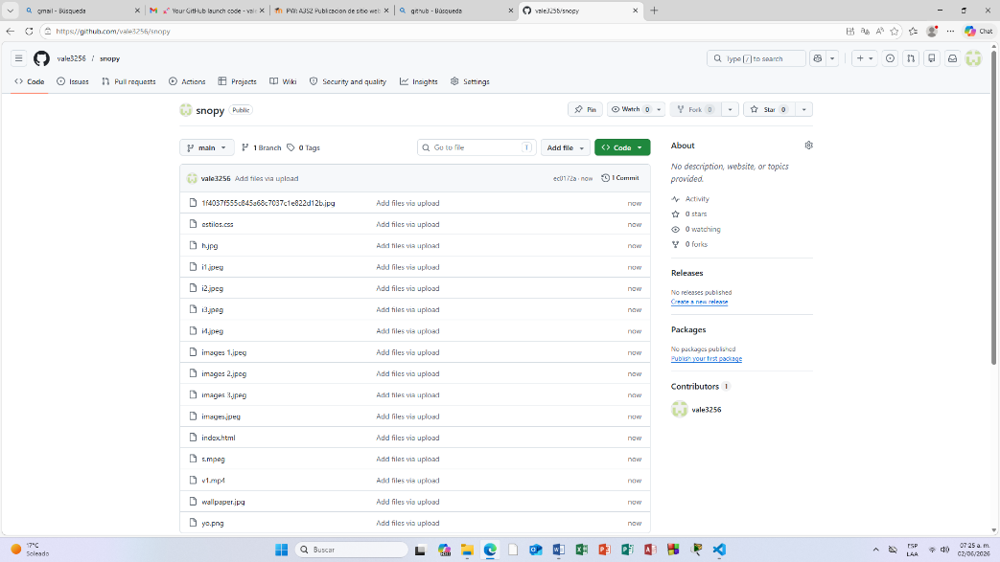 gmail - Búsqueda
Your GitHub launch code - vale
PW: A3S2 Publicacion de sitio web
github - Búsqueda
vale3256/snopy
https://github.com/vale3256/snopy
Chat
vale3256 / snopy
Type / to search
Code
Issues
Pull requests
Actions
Projects
Wiki
Security and quality
Insights
Settings
snopy Public
Pin
Watch 0
Fork 0
Star 0
main
1 Branch
0 Tags
Go to file T
Add file
Code
vale3256 Add files via upload ec0172a · now 1 Commit
1f4037f555c845a68c7037c1e822d12b.jpg Add files via upload now
estilos.css Add files via upload now
h.jpg Add files via upload now
i1.jpeg Add files via upload now
i2.jpeg Add files via upload now
i3.jpeg Add files via upload now
i4.jpeg Add files via upload now
images 1.jpeg Add files via upload now
images 2.jpeg Add files via upload now
images 3.jpeg Add files via upload now
images.jpeg Add files via upload now
index.html Add files via upload now
s.mpeg Add files via upload now
v1.mp4 Add files via upload now
wallpaper.jpg Add files via upload now
yo.png Add files via upload now
About
No description, website, or topics
provided.
Activity
0 stars
0 watching
0 forks
Releases
No releases published
Create a new release
Packages
No packages published
Publish your first package
Contributors 1
vale3256
17°C
Soleado
Buscar
ESP
LAA
07:25 a. m.
02/06/2026